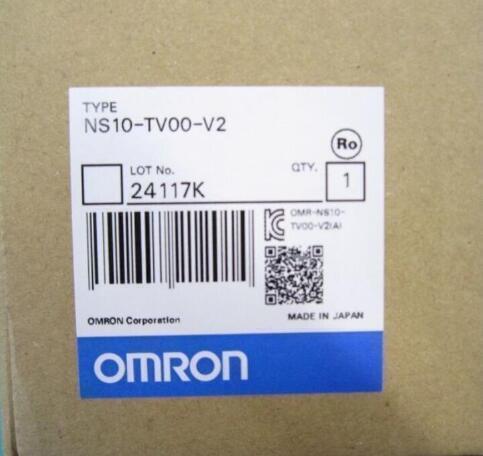 TYPE
NS10-TV00-V2
Ro
LOT No.
24117K
QTY.
1
OMR-NS10-
TV00-V2(A)
OMRON Corporation
MADE IN JAPAN
OMRON